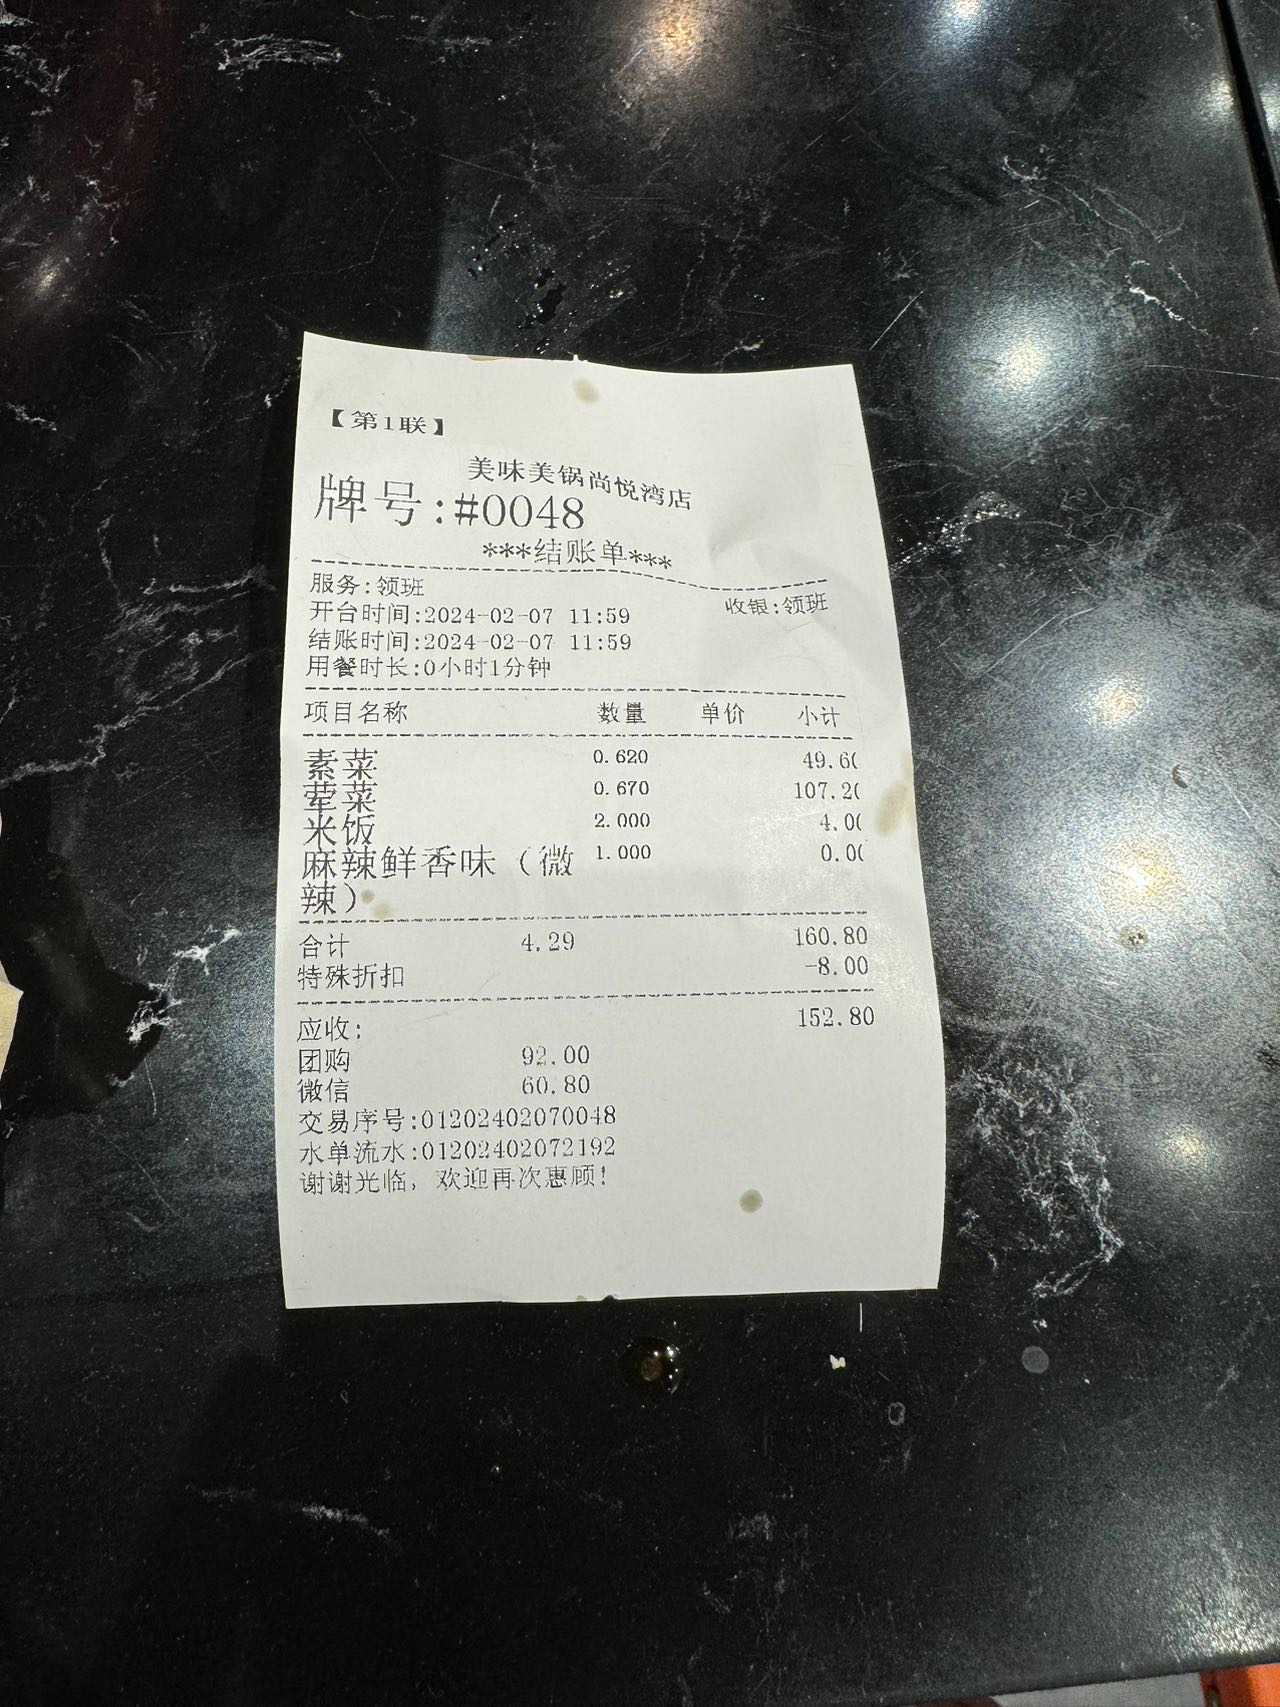 【第1联】
美味美锅尚悦湾店
牌号:#0048
***结账单***
服务:领班 收银:领班
开台时间:2024-02-07 11:59
结账时间:2024-02-07 11:59
用餐时长:0小时1分钟
项目名称 数量 单价 小计
素菜 0.620 49.60
荤菜 0.670 107.20
米饭 2.000 4.00
麻辣鲜香味（微 1.000 0.00
辣）
合计 4.29 160.80
特殊折扣 -8.00
应收: 152.80
团购 92.00
微信 60.80
交易序号:01202402070048
水单流水:01202402072192
谢谢光临，欢迎再次惠顾!